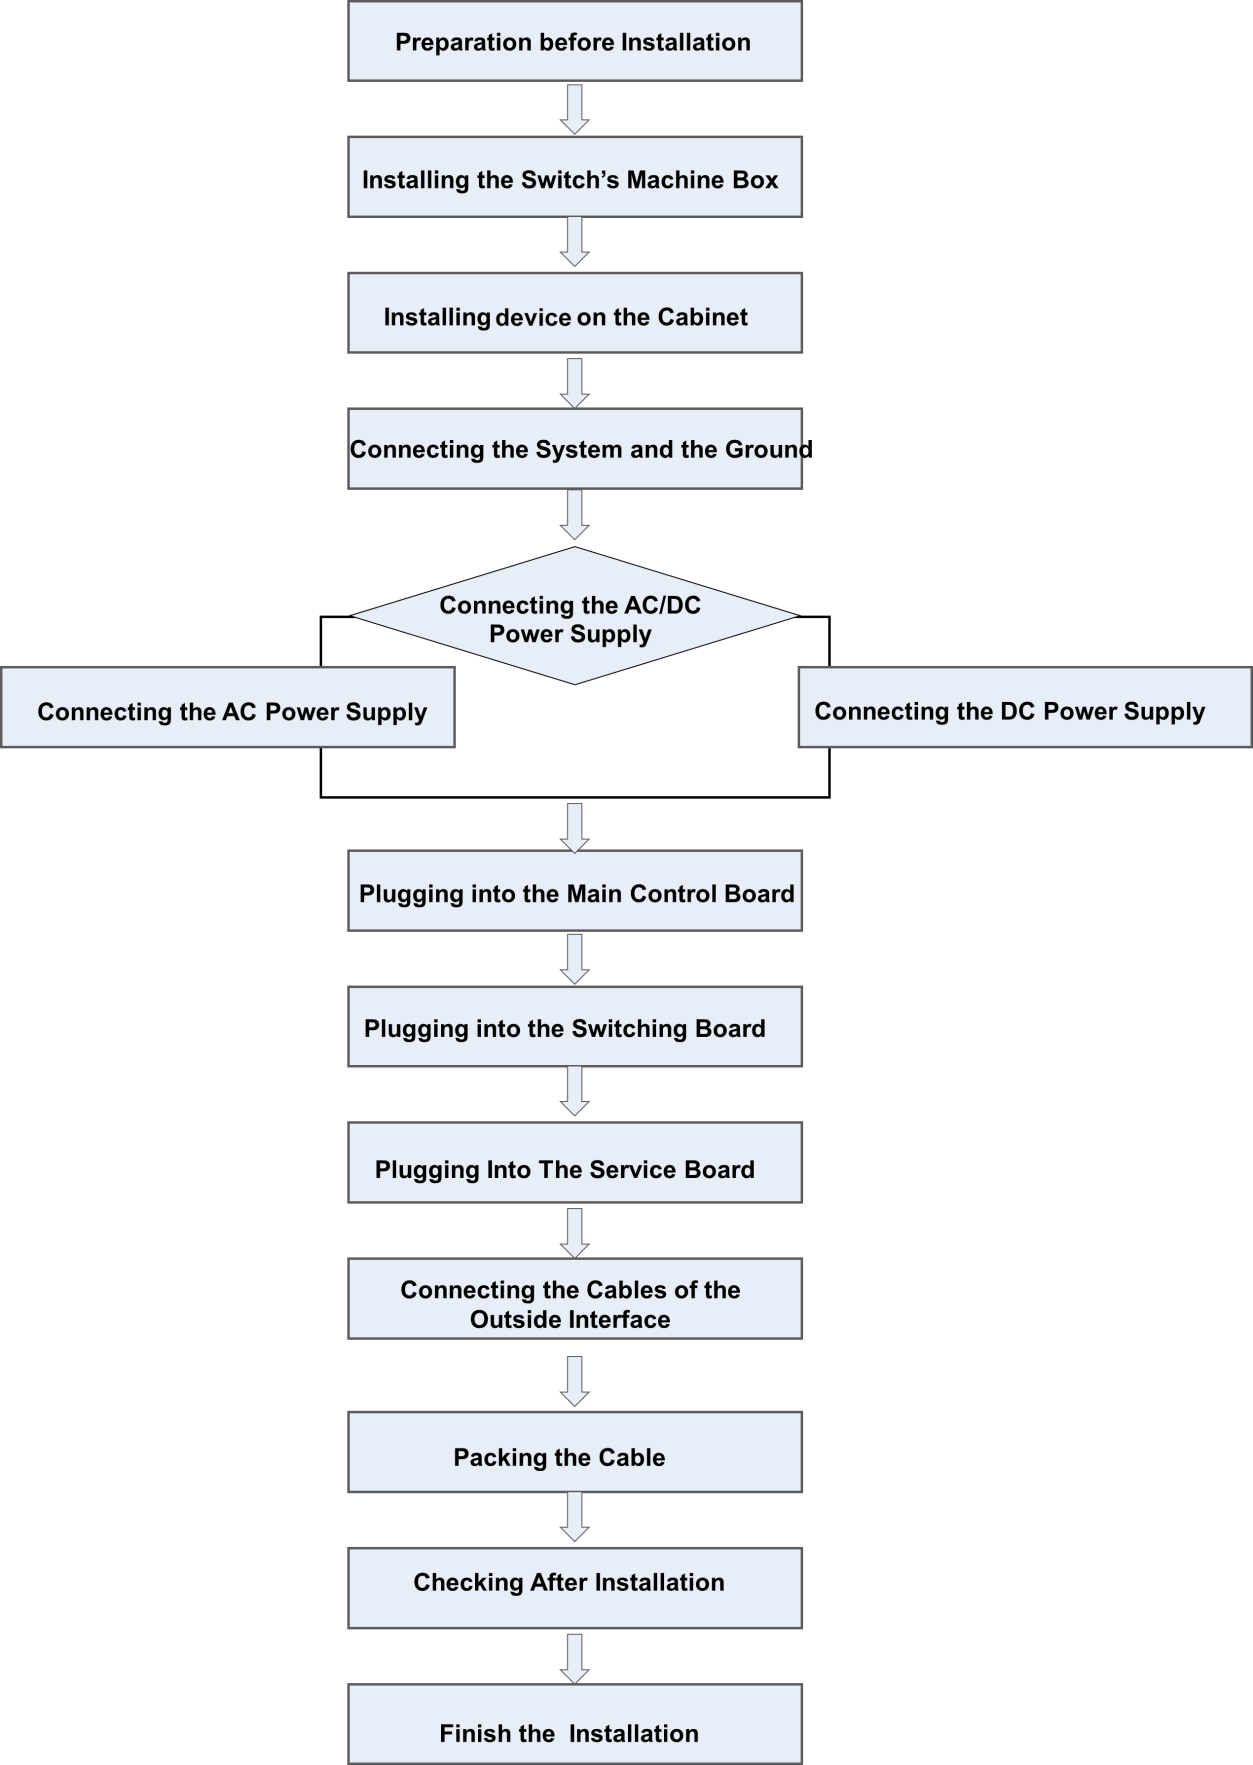 Preparation before Installation
Installing the Switch’s Machine Box
Installing device on the Cabinet
Connecting the System and the Ground
Connecting the AC/DC
Power Supply
Connecting the AC Power Supply
Connecting the DC Power Supply
Plugging into the Main Control Board
Plugging into the Switching Board
Plugging Into The Service Board
Connecting the Cables of the
Outside Interface
Packing the Cable
Checking After Installation
Finish the  Installation